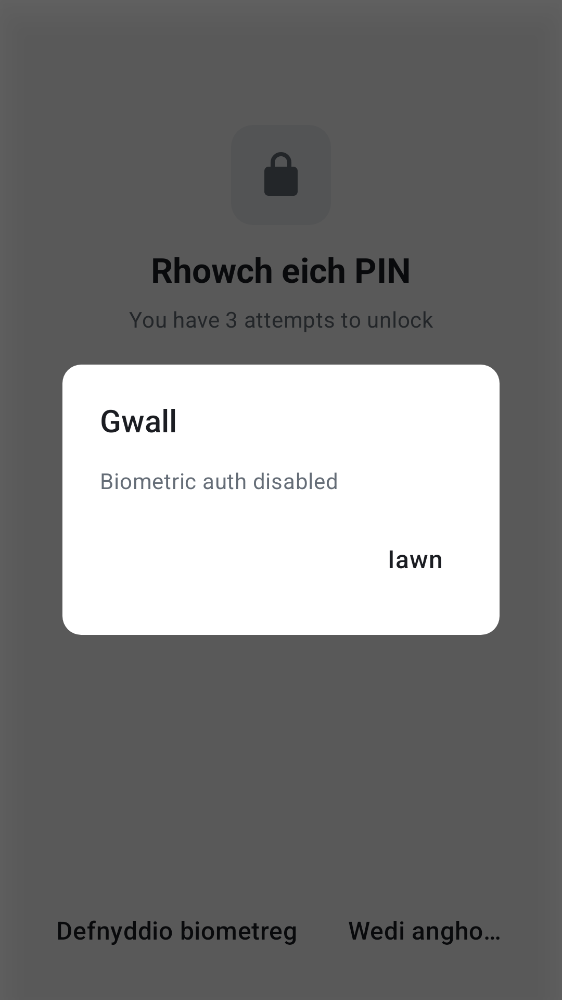 Rhowch eich PIN
You have 3 attempts to unlock
Gwall
Biometric auth disabled
Iawn
Defnyddio biometreg
Wedi angho…